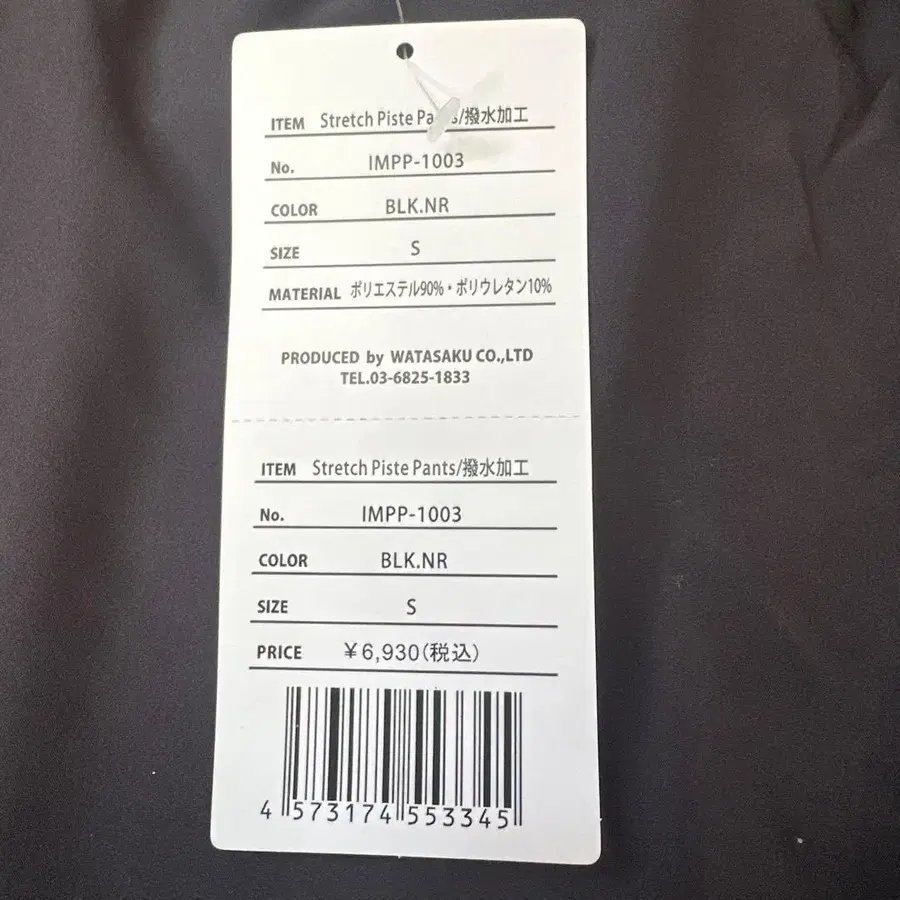 ITEM Stretch Piste Pants/撥水加工
No. IMPP-1003
COLOR BLK.NR
SIZE S
MATERIAL ポリエステル90%・ポリウレタン10%
PRODUCED by WATASAKU CO.,LTD
TEL.03-6825-1833
ITEM Stretch Piste Pants/撥水加工
No. IMPP-1003
COLOR BLK.NR
SIZE S
PRICE ¥6,930(税込)
4 573174 553345